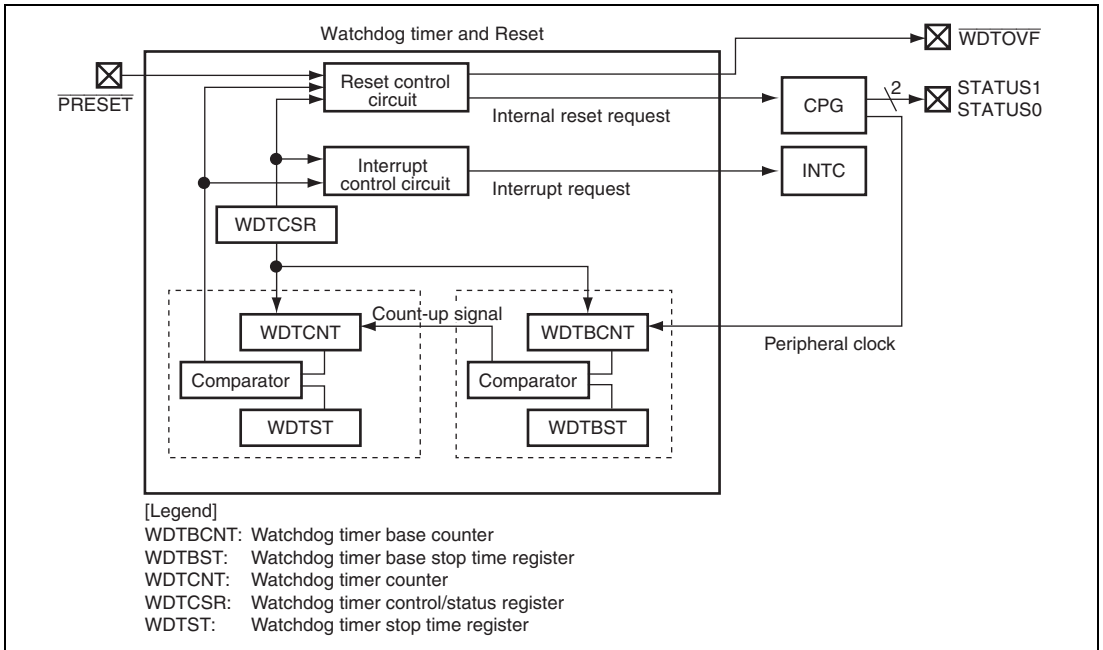 Watchdog timer and Reset
WDTOVF
PRESET
Reset control
circuit
Internal reset request
CPG
2
STATUS1
STATUS0
Interrupt
control circuit
Interrupt request
INTC
WDTCSR
WDTCNT
Count-up signal
WDTBCNT
Peripheral clock
Comparator
Comparator
WDTST
WDTBST
[Legend]
WDTBCNT: Watchdog timer base counter
WDTBST: Watchdog timer base stop time register
WDTCNT: Watchdog timer counter
WDTCSR: Watchdog timer control/status register
WDTST: Watchdog timer stop time register